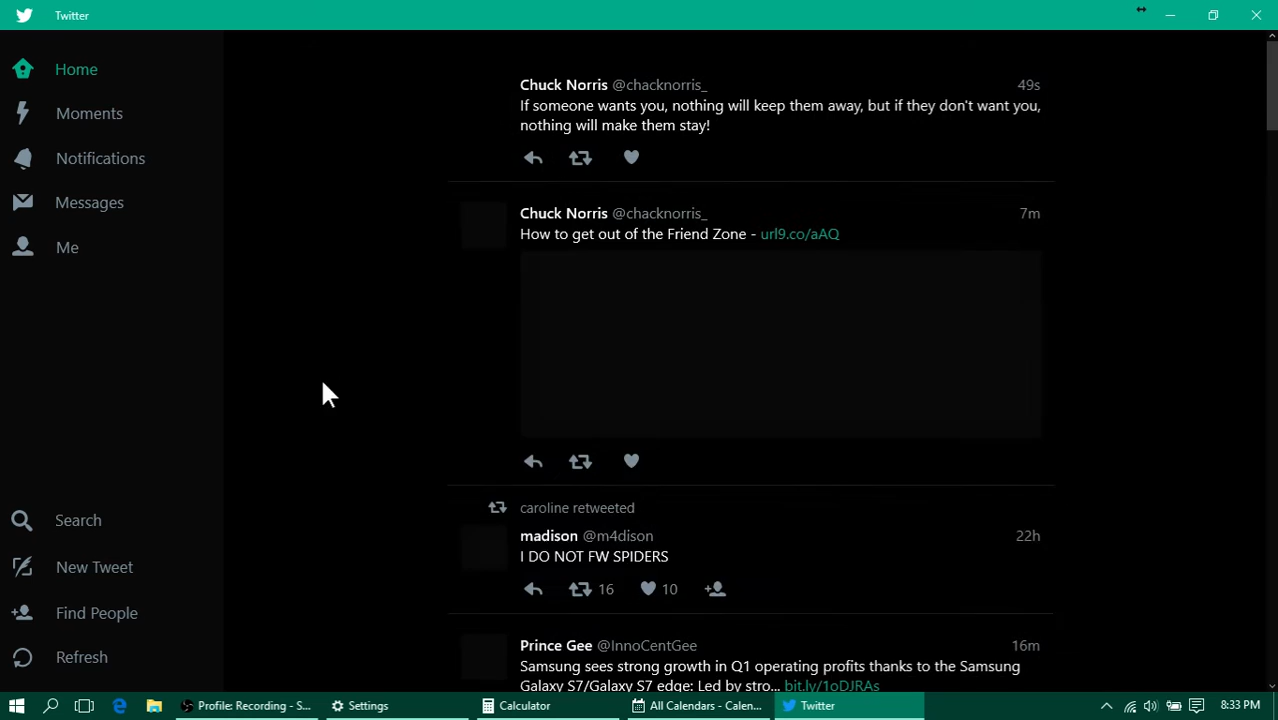 Twitter
Home
Moments
Notifications
Messages
Me
Search
New Tweet
Find People
Refresh
Chuck Norris @chacknorris_ 49s
If someone wants you, nothing will keep them away, but if they don't want you,
nothing will make them stay!
Chuck Norris @chacknorris_ 7m
How to get out of the Friend Zone - url9.co/aAQ
caroline retweeted
madison @m4dison 22h
I DO NOT FW SPIDERS
16 10
Prince Gee @InnoCentGee 16m
Samsung sees strong growth in Q1 operating profits thanks to the Samsung
Galaxy S7/Galaxy S7 edge: Led by stro... bit.ly/1oDJRAs
Profile: Recording - S... Settings Calculator All Calendars - Calen... Twitter 8:33 PM